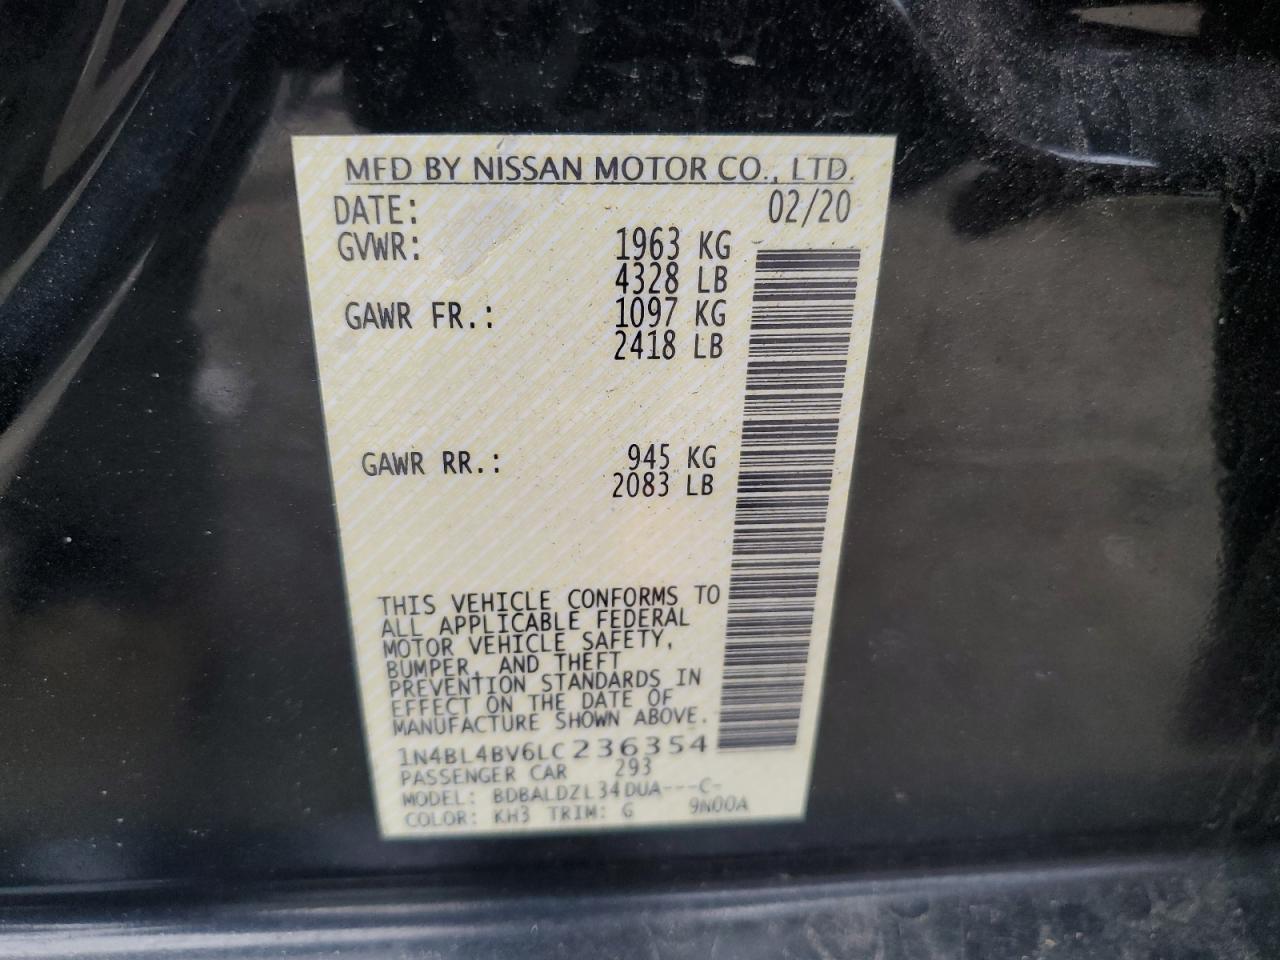 MFD BY NISSAN MOTOR CO., LTD.
DATE: 02/20
GVWR: 1963 KG
4328 LB
GAWR FR.: 1097 KG
2418 LB
GAWR RR.: 945 KG
2083 LB
THIS VEHICLE CONFORMS TO
ALL APPLICABLE FEDERAL
MOTOR VEHICLE SAFETY,
BUMPER, AND THEFT
PREVENTION STANDARDS IN
EFFECT ON THE DATE OF
MANUFACTURE SHOWN ABOVE.
1N4BL4BV6LC236354
PASSENGER CAR 293
MODEL: BDBALDZL34DUA---C-
COLOR: KH3 TRIM: G 9N00A